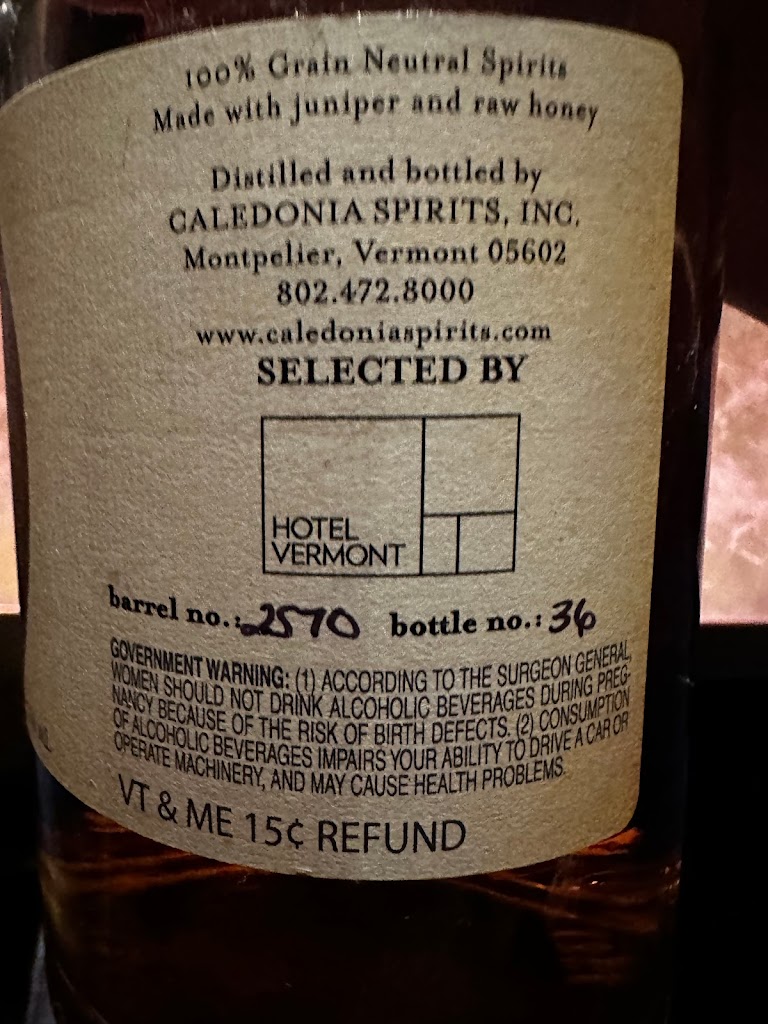 100% Grain Neutral Spirits
Made with juniper and raw honey
Distilled and bottled by
CALEDONIA SPIRITS, INC.
Montpelier, Vermont 05602
802.472.8000
www.caledoniaspirits.com
SELECTED BY
HOTEL
VERMONT
barrel no.: 2570 bottle no.: 36
GOVERNMENT WARNING: (1) ACCORDING TO THE SURGEON GENERAL,
WOMEN SHOULD NOT DRINK ALCOHOLIC BEVERAGES DURING PREG-
NANCY BECAUSE OF THE RISK OF BIRTH DEFECTS. (2) CONSUMPTION
OF ALCOHOLIC BEVERAGES IMPAIRS YOUR ABILITY TO DRIVE A CAR OR
OPERATE MACHINERY, AND MAY CAUSE HEALTH PROBLEMS.
VT & ME 15¢ REFUND